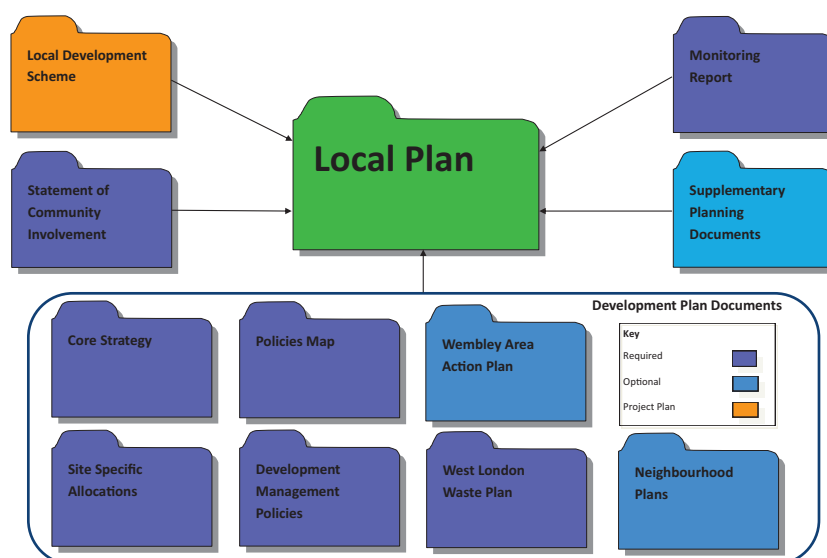 Local Development
Scheme
Monitoring
Report
Local Plan
Statement of
Community
Involvement
Supplementary
Planning
Documents
Development Plan Documents
Core Strategy
Policies Map
Wembley Area
Action Plan
Key
Required
Optional
Project Plan
Site Specific
Allocations
Development
Management
Policies
West London
Waste Plan
Neighbourhood
Plans